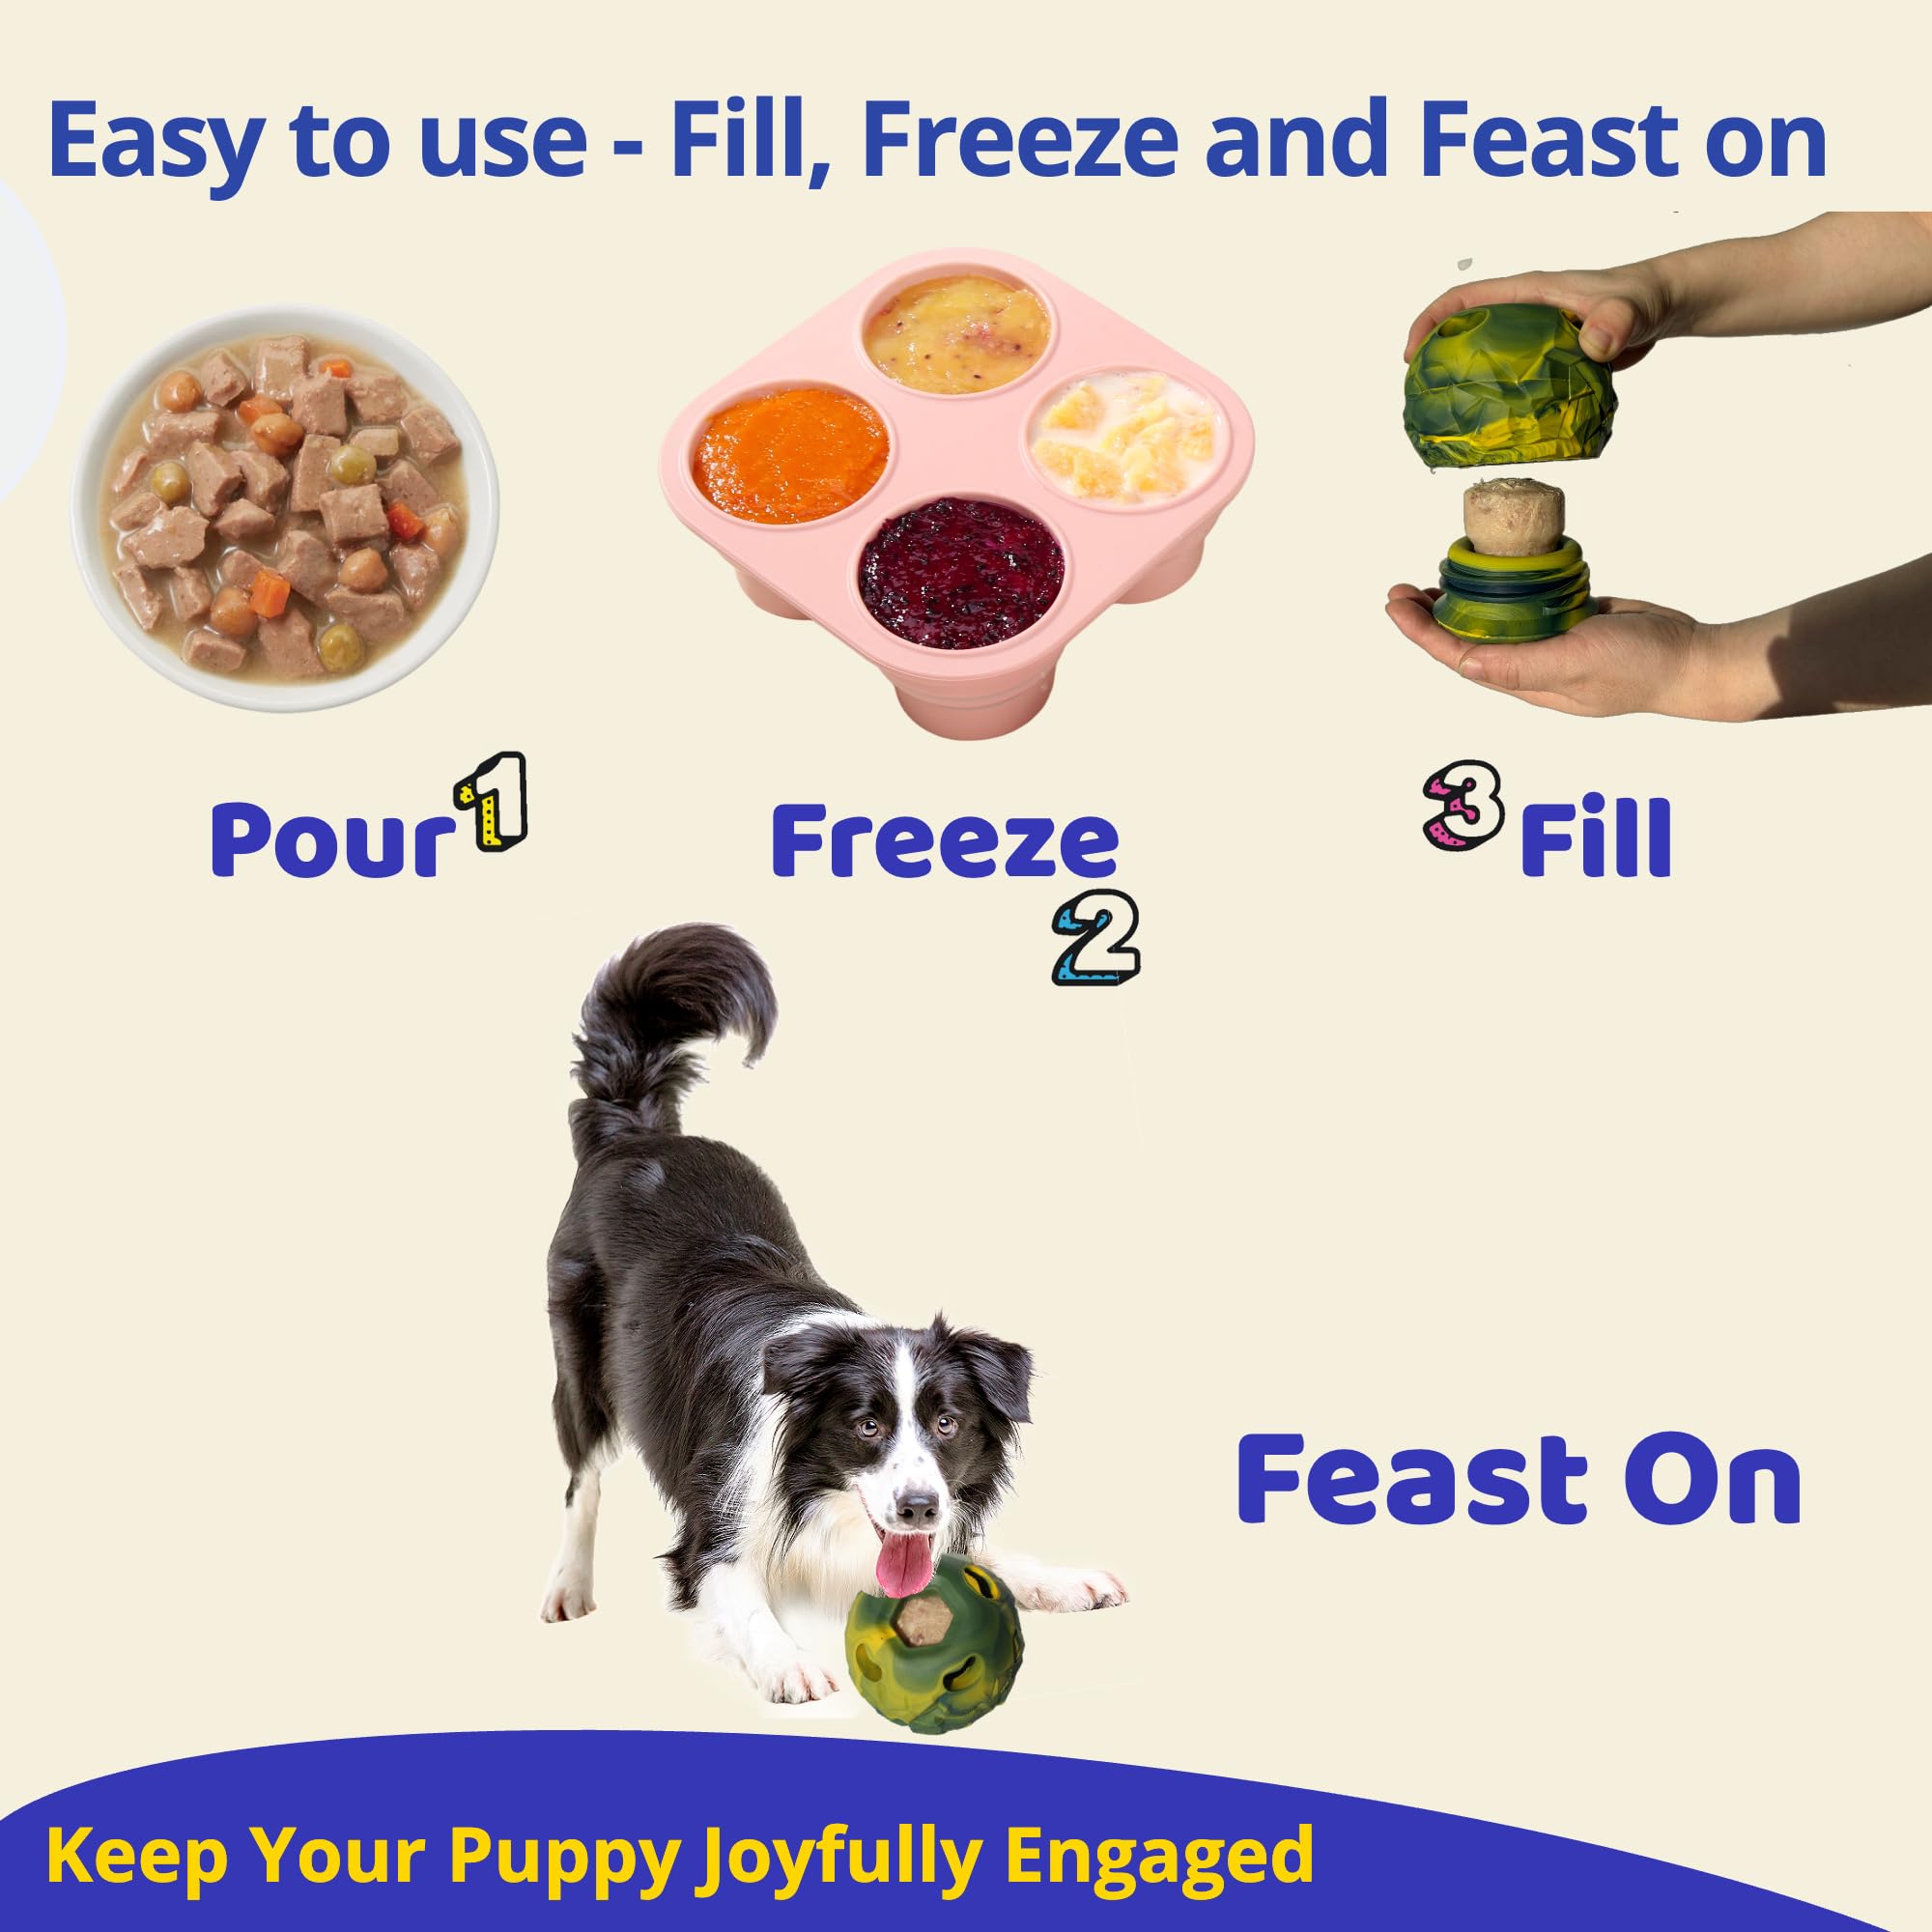 Easy to use - Fill, Freeze and Feast on
Pour 1
Freeze
2
3 Fill
Feast On
Keep Your Puppy Joyfully Engaged